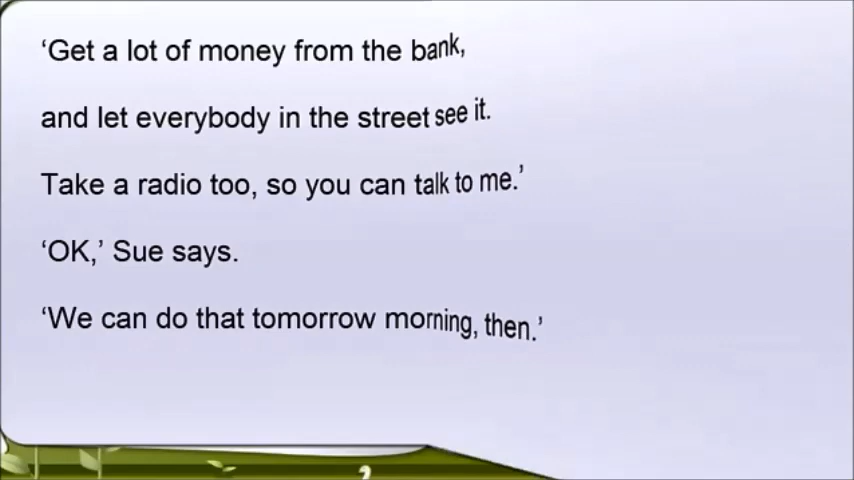 ‘Get a lot of money from the bank,
and let everybody in the street see it.
Take a radio too, so you can talk to me.’
‘OK,’ Sue says.
‘We can do that tomorrow morning, then.’